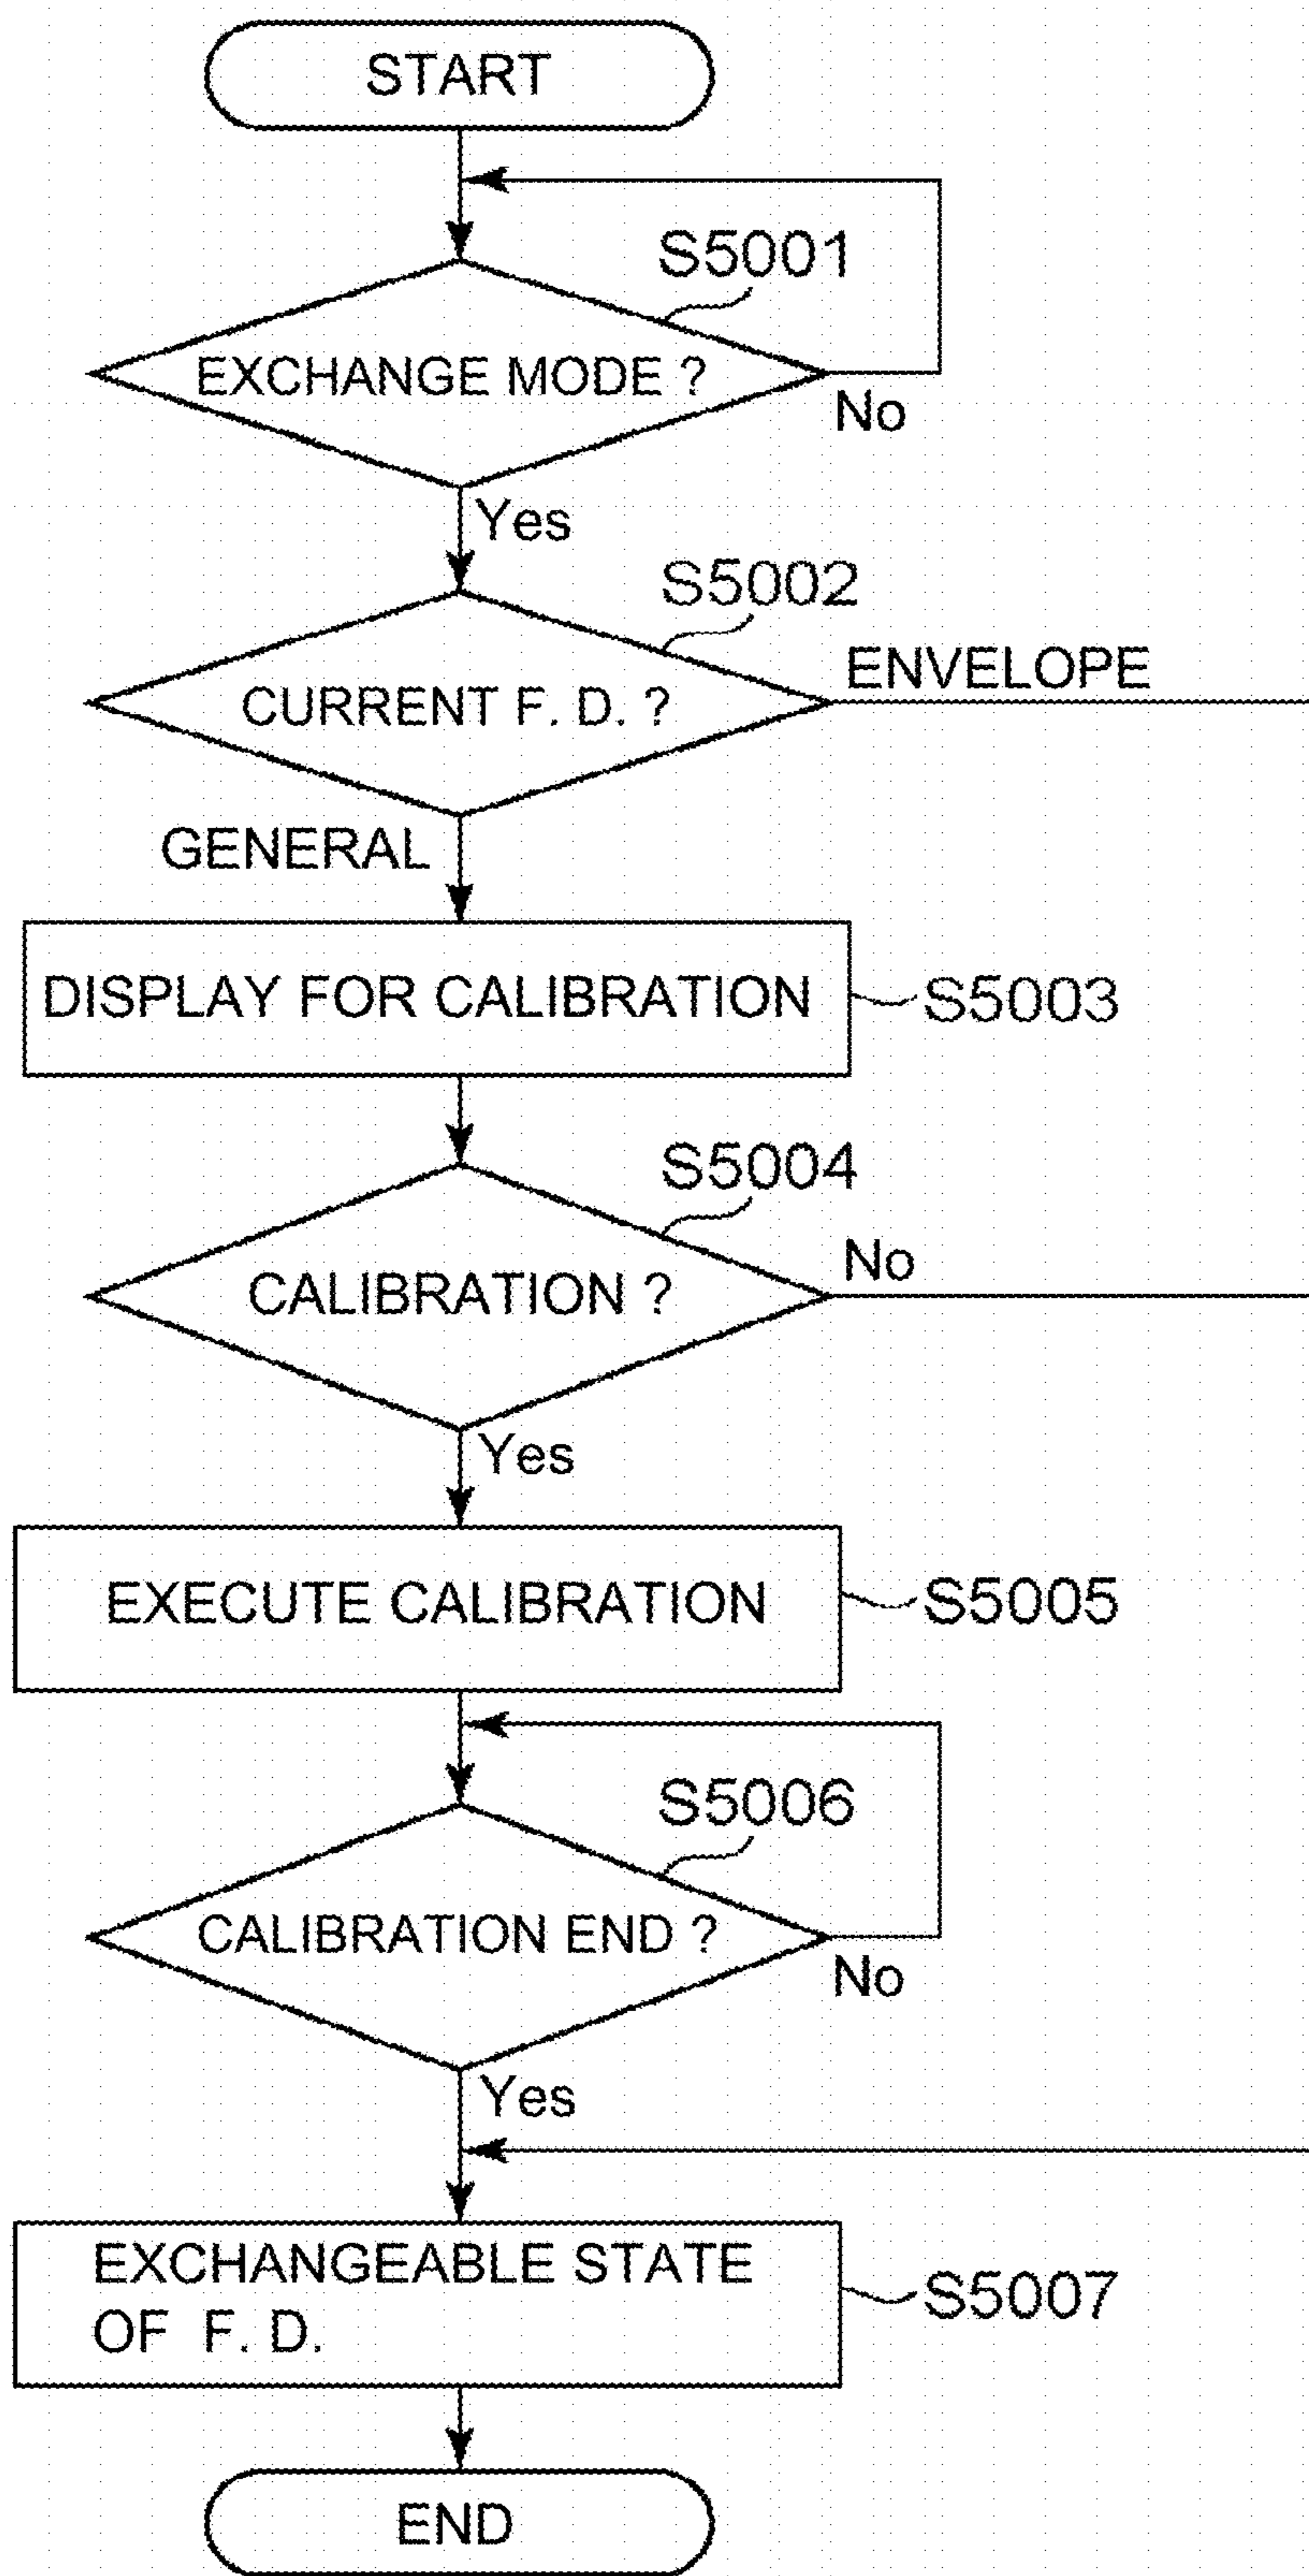 START
S5001
EXCHANGE MODE ?
No
Yes
S5002
ENVELOPE
CURRENT F. D. ?
GENERAL
DISPLAY FOR CALIBRATION
S5003
S5004
No
CALIBRATION ?
Yes
EXECUTE CALIBRATION
S5005
S5006
CALIBRATION END ?
No
Yes
EXCHANGEABLE STATE
OF F. D.
S5007
END